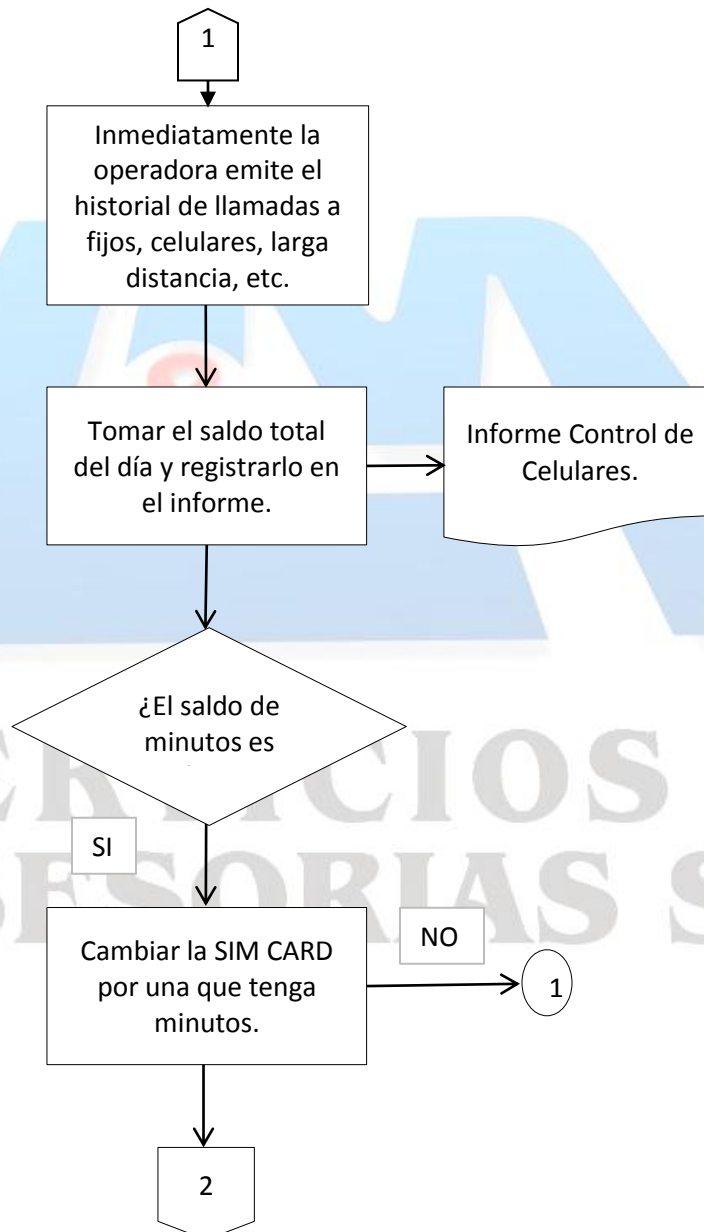 1
Inmediatamente la
operadora emite el
historial de llamadas a
fijos, celulares, larga
distancia, etc.
Tomar el saldo total
del día y registrarlo en
el informe.
Informe Control de
Celulares.
¿El saldo de
minutos es
SI
Cambiar la SIM CARD
por una que tenga
minutos.
NO
1
2